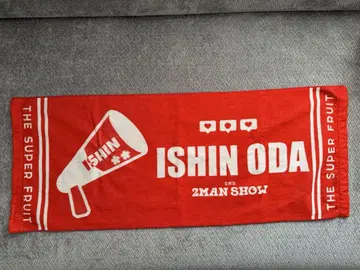 THE SUPER FRUIT
ISHIN
ISHIN ODA
2MAN SHOW
THE SUPER FRUIT